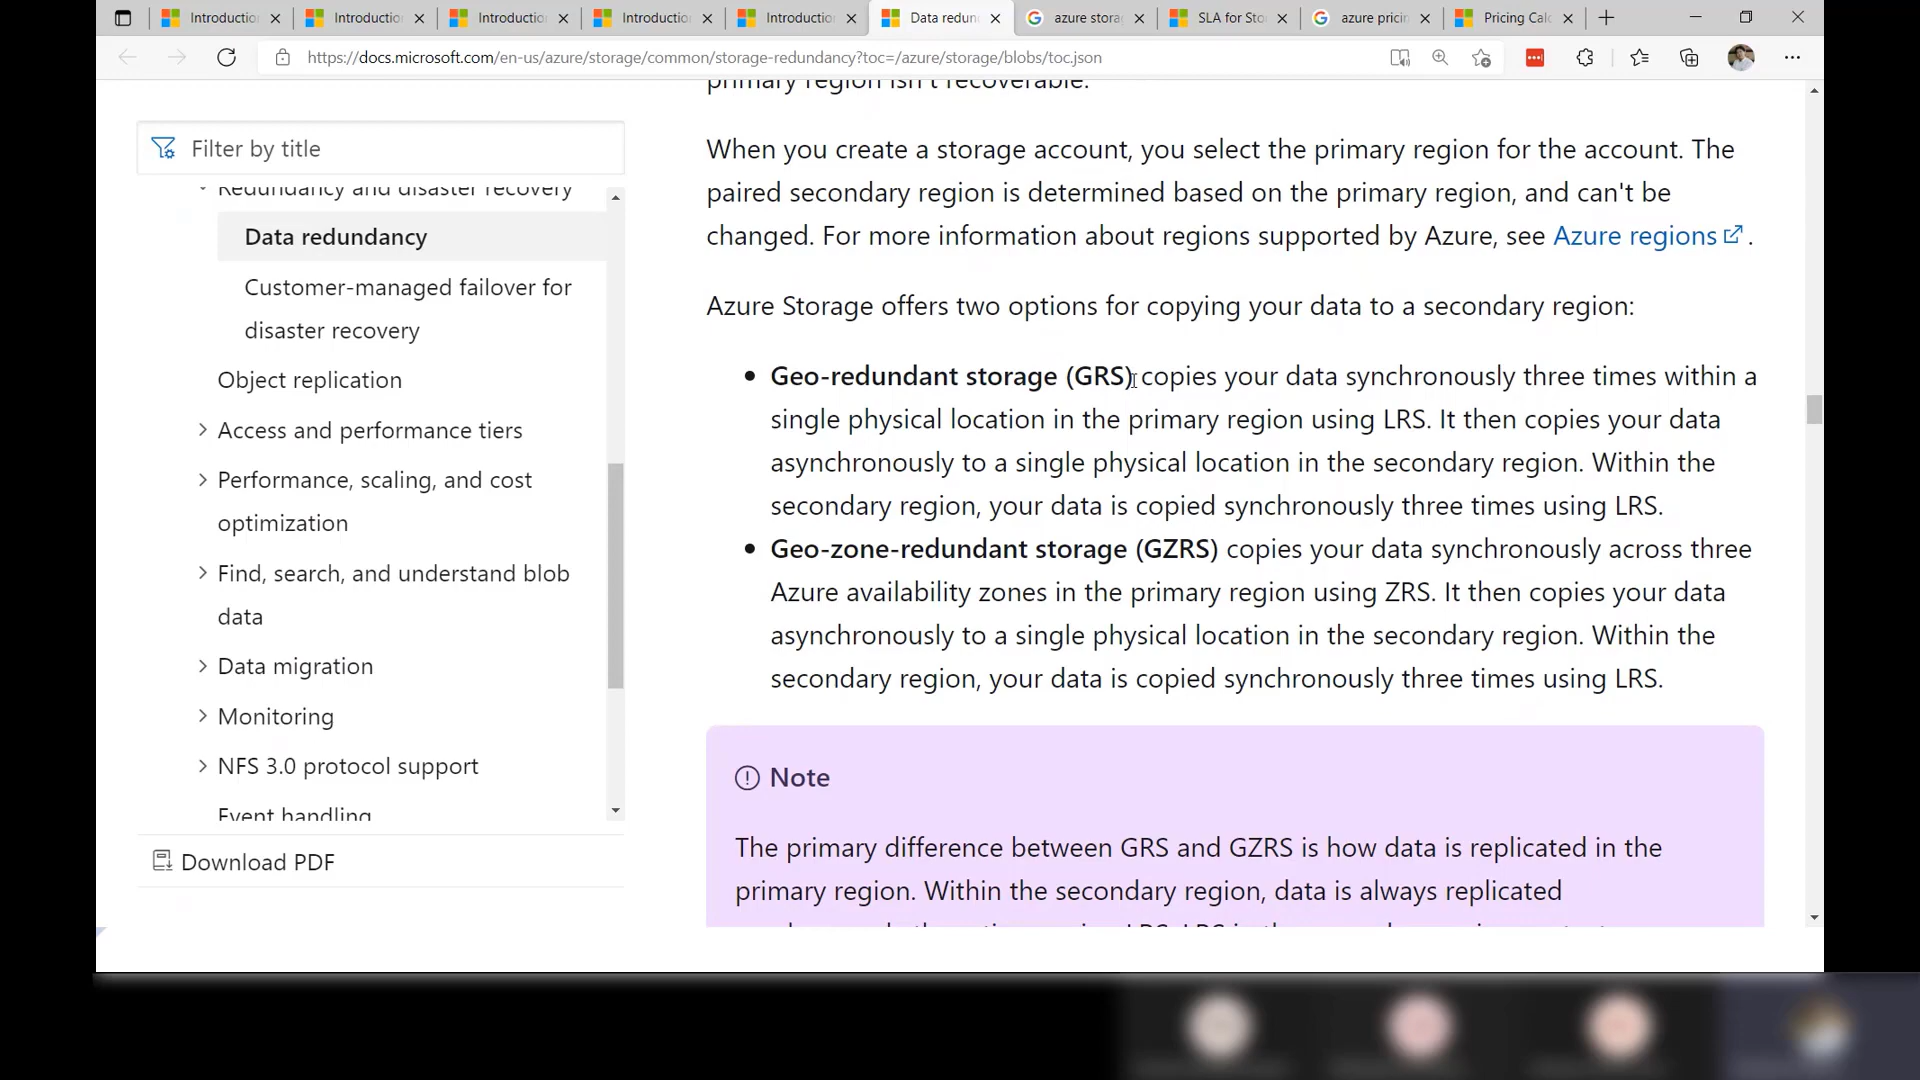 Introductio
Introductio
Introductio
Introductio
Introductio
Data redun
azure stora
SLA for Sto
azure pricin
Pricing Calc
https://docs.microsoft.com/en-us/azure/storage/common/storage-redundancy?toc=/azure/storage/blobs/toc.json
Filter by title
Redundancy and disaster recovery
Data redundancy
Customer-managed failover for
disaster recovery
Object replication
Access and performance tiers
Performance, scaling, and cost
optimization
Find, search, and understand blob
data
Data migration
Monitoring
NFS 3.0 protocol support
Event handling
Download PDF
primary region isn't recoverable.
When you create a storage account, you select the primary region for the account. The
paired secondary region is determined based on the primary region, and can't be
changed. For more information about regions supported by Azure, see Azure regions.
Azure Storage offers two options for copying your data to a secondary region:
• Geo-redundant storage (GRS) copies your data synchronously three times within a
single physical location in the primary region using LRS. It then copies your data
asynchronously to a single physical location in the secondary region. Within the
secondary region, your data is copied synchronously three times using LRS.
• Geo-zone-redundant storage (GZRS) copies your data synchronously across three
Azure availability zones in the primary region using ZRS. It then copies your data
asynchronously to a single physical location in the secondary region. Within the
secondary region, your data is copied synchronously three times using LRS.
Note
The primary difference between GRS and GZRS is how data is replicated in the
primary region. Within the secondary region, data is always replicated